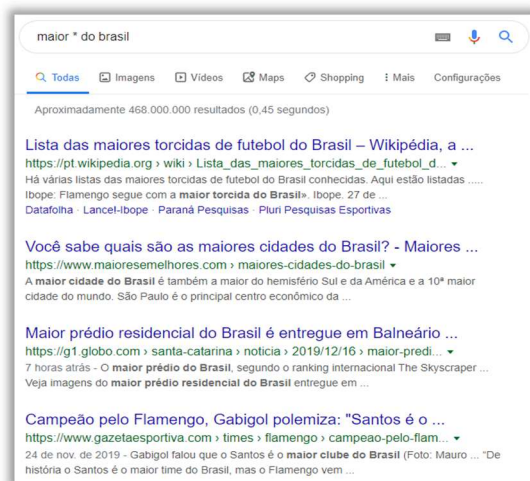 maior * do brasil
Todas Imagens Vídeos Maps Shopping Mais Configurações
Aproximadamente 468.000.000 resultados (0,45 segundos)
Lista das maiores torcidas de futebol do Brasil – Wikipédia, a ...
https://pt.wikipedia.org › wiki › Lista_das_maiores_torcidas_de_futebol_d...
Há várias listas das maiores torcidas de futebol do Brasil conhecidas. Aqui estão listadas .....
Ibope: Flamengo segue com a maior torcida do Brasil». Ibope. 27 de ...
Datafolha · Lance!-Ibope · Paraná Pesquisas · Pluri Pesquisas Esportivas
Você sabe quais são as maiores cidades do Brasil? - Maiores ...
https://www.maioresemelhores.com › maiores-cidades-do-brasil
A maior cidade do Brasil é também a maior do hemisfério Sul e da América e a 10ª maior
cidade do mundo. São Paulo é o principal centro econômico da ...
Maior prédio residencial do Brasil é entregue em Balneário ...
https://g1.globo.com › santa-catarina › noticia › 2019/12/16 › maior-predi...
7 horas atrás - O maior prédio do Brasil, segundo o ranking internacional The Skyscraper ...
Veja imagens do maior prédio residencial do Brasil entregue em ...
Campeão pelo Flamengo, Gabigol polemiza: "Santos é o ...
https://www.gazetaesportiva.com › times › flamengo › campeao-pelo-flam...
24 de nov. de 2019 - Gabigol falou que o Santos é o maior clube do Brasil (Foto: Mauro ... “De
história o Santos é o maior time do Brasil, mas o Flamengo vem ...